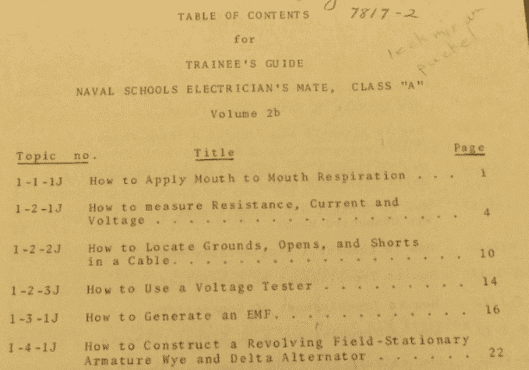 TABLE OF CONTENTS 7817-2
for
TRAINEE'S GUIDE
NAVAL SCHOOLS ELECTRICIAN'S MATE, CLASS "A"
Volume 2b
Topic no. Title Page
1-1-1J How to Apply Mouth to Mouth Respiration . . . 1
1-2-1J How to measure Resistance, Current and
Voltage . . . . . . . . . . . . . . . . . . . 4
1-2-2J How to Locate Grounds, Opens, and Shorts
in a Cable. . . . . . . . . . . . . . . . . . 10
1-2-3J How to Use a Voltage Tester . . . . . . . . . 14
1-3-1J How to Generate an EMF. . . . . . . . . . . . 16
1-4-1J How to Construct a Revolving Field-Stationary
Armature Wye and Delta Alternator . . . . . . 22